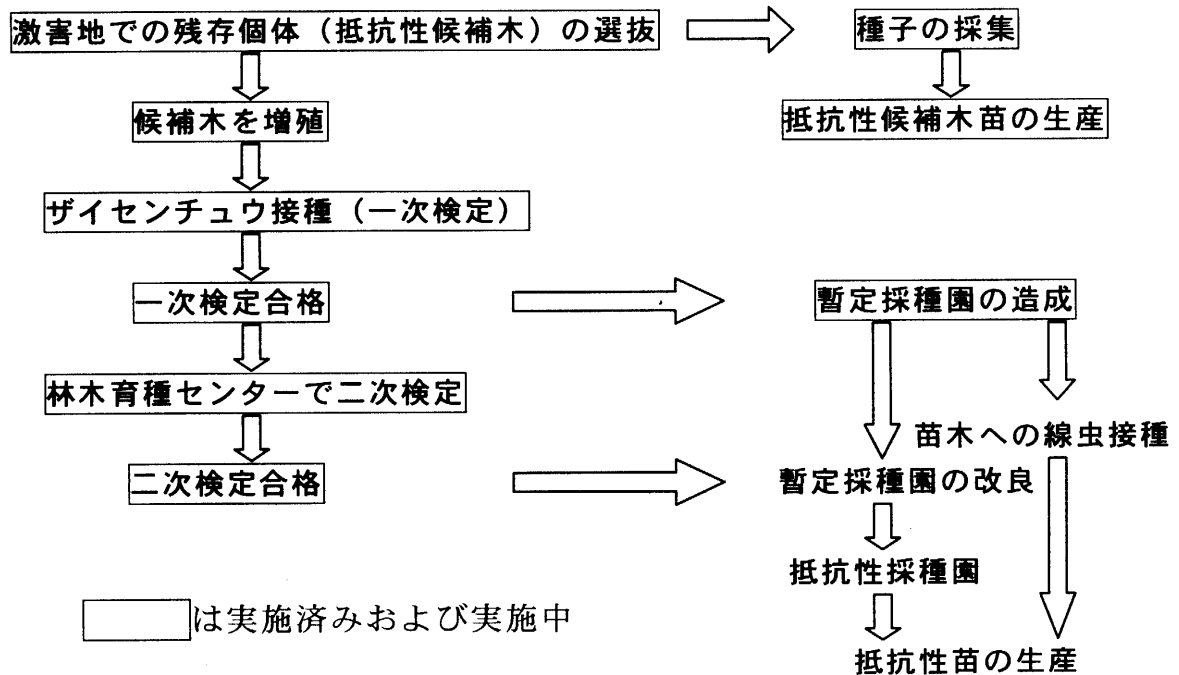 激害地での残存個体（抵抗性候補木）の選抜
種子の採集
候補木を増殖
抵抗性候補木苗の生産
ザイセンチュウ接種（一次検定）
一次検定合格
暫定採種園の造成
林木育種センターで二次検定
苗木への線虫接種
二次検定合格
暫定採種園の改良
抵抗性採種園
は実施済みおよび実施中
抵抗性苗の生産